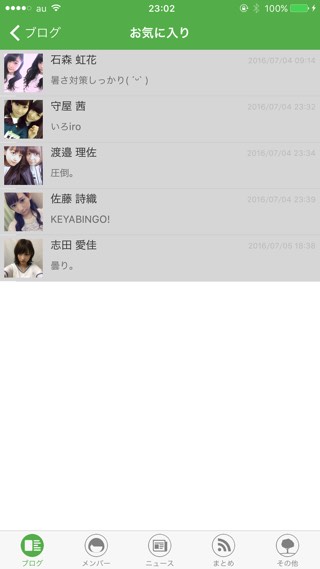 au 23:02 100%
ブログ お気に入り
石森 虹花 2016/07/04 09:14
暑さ対策しっかり( ˙ᵕ˙ )
守屋 茜 2016/07/04 23:32
いろiro
渡邉 理佐 2016/07/04 23:34
圧倒。
佐藤 詩織 2016/07/04 23:39
KEYABINGO!
志田 愛佳 2016/07/05 18:36
曇り。
ブログ メンバー ニュース まとめ その他